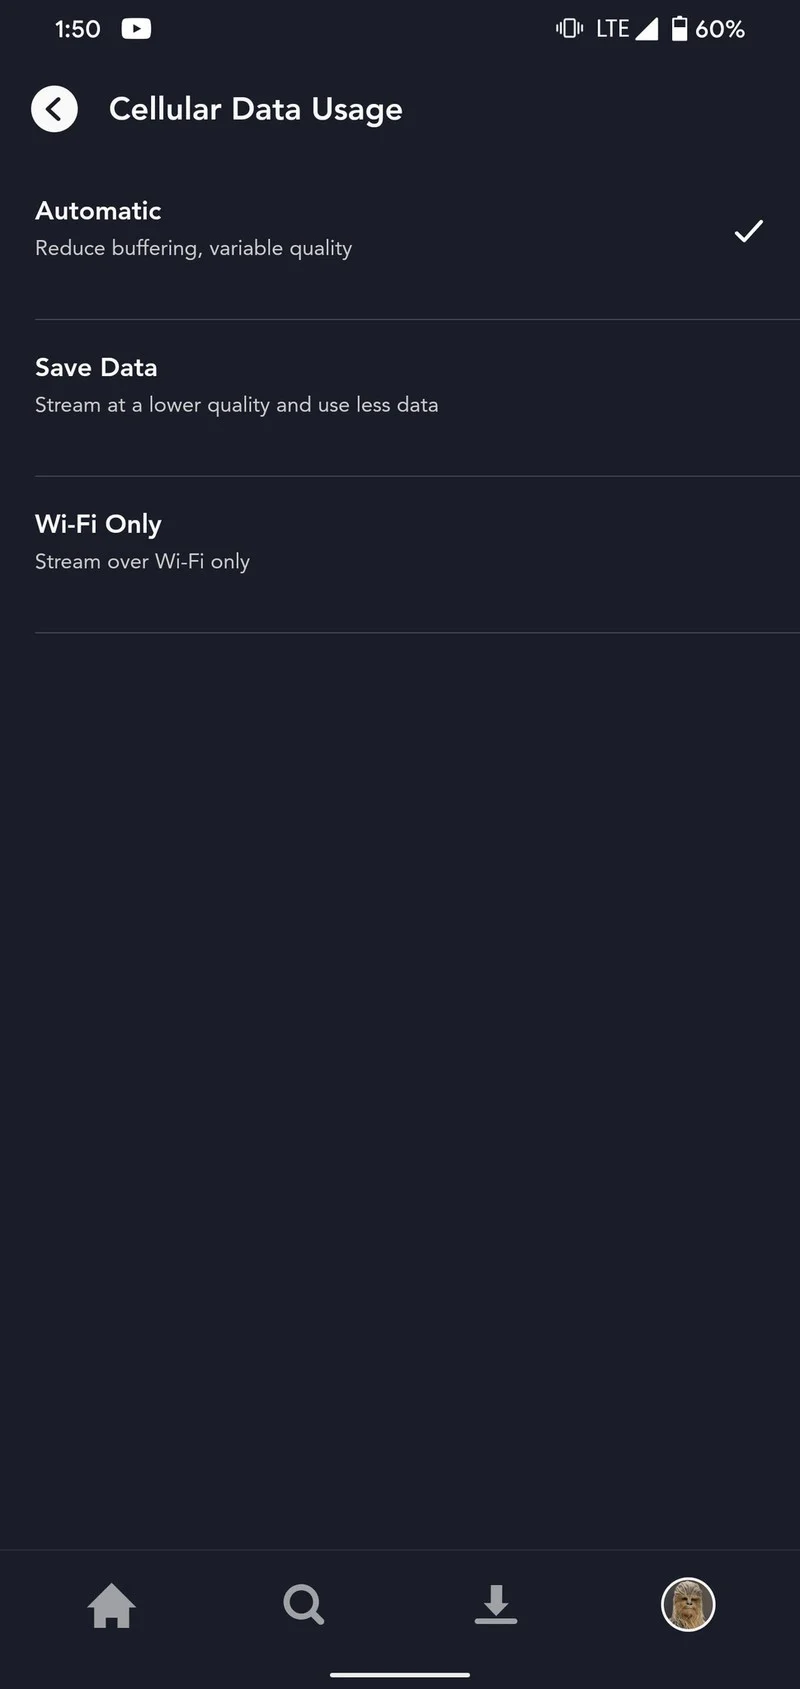 1:50 LTE 60%
Cellular Data Usage
Automatic
Reduce buffering, variable quality
Save Data
Stream at a lower quality and use less data
Wi-Fi Only
Stream over Wi-Fi only